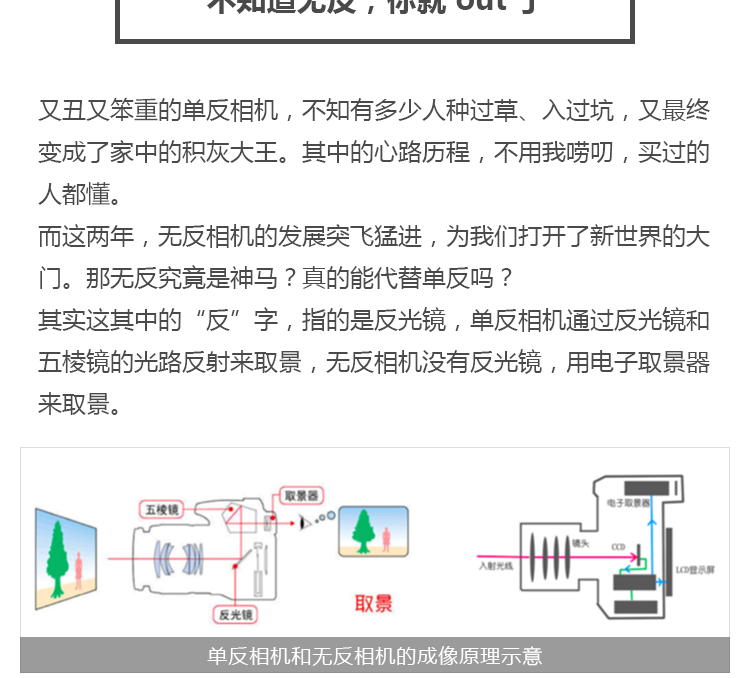 不知道无反，你就 out 了
又丑又笨重的单反相机，不知有多少人种过草、入过坑，又最终
变成了家中的积灰大王。其中的心路历程，不用我唠叨，买过的
人都懂。
而这两年，无反相机的发展突飞猛进，为我们打开了新世界的大
门。那无反究竟是神马？真的能代替单反吗？
其实这其中的“反”字，指的是反光镜，单反相机通过反光镜和
五棱镜的光路反射来取景，无反相机没有反光镜，用电子取景器
来取景。
五棱镜
取景器
反光镜
取景
电子取景器
镜头
CCD
入射光线
LCD显示屏
单反相机和无反相机的成像原理示意